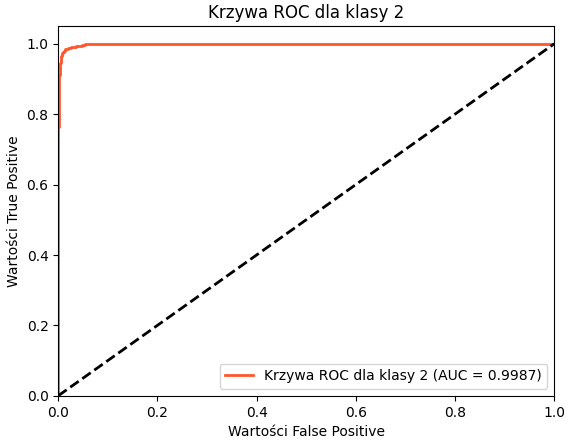 Krzywa ROC dla klasy 2
1.0
0.8
0.6
0.4
0.2
0.0
Wartości True Positive
Krzywa ROC dla klasy 2 (AUC = 0.9987)
0.0 0.2 0.4 0.6 0.8 1.0
Wartości False Positive